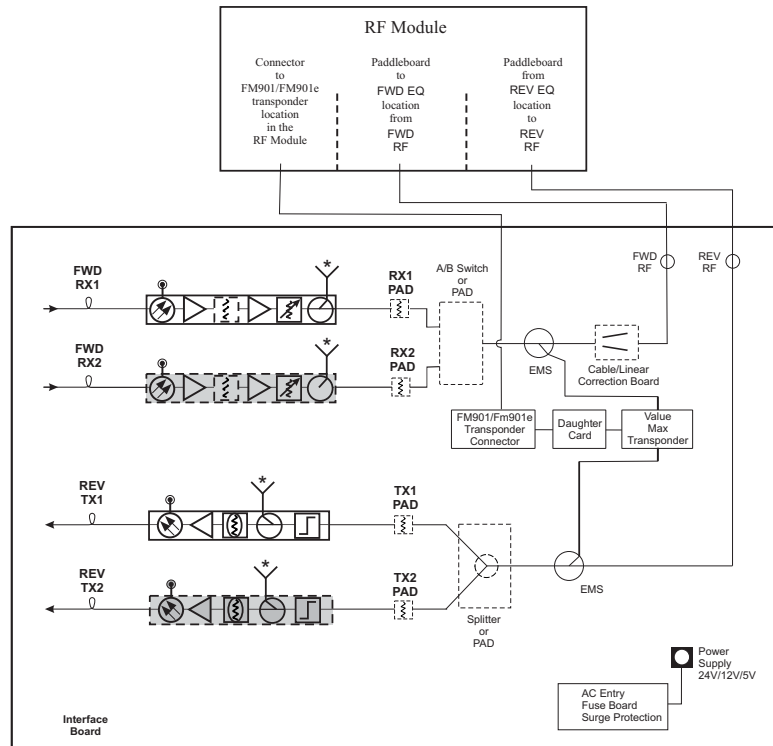 RF Module
Connector
to
FM901/FM901e
transponder
location
in the
RF Module
Paddleboard
to
FWD EQ
location
from
FWD
RF
Paddleboard
from
REV EQ
location
to
REV
RF
FWD
RX1
*
RX1
PAD
A/B Switch
or
PAD
FWD
RF
REV
RF
FWD
RX2
*
RX2
PAD
EMS
Cable/Linear
Correction Board
FM901/Fm901e
Transponder
Connector
Daughter
Card
Value
Max
Transponder
REV
TX1
*
TX1
PAD
REV
TX2
*
TX2
PAD
EMS
Splitter
or
PAD
Power
Supply
24V/12V/5V
AC Entry
Fuse Board
Surge Protection
Interface
Board